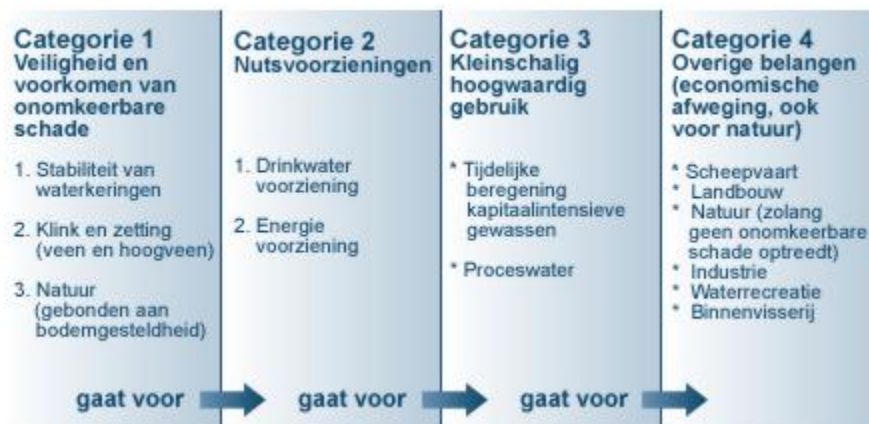 Categorie 1
Veiligheid en
voorkomen van
onomkeerbare
schade
1. Stabiliteit van
waterkeringen
2. Klink en zetting
(veen en hoogveen)
3. Natuur
(gebonden aan
bodemgesteldheid)
gaat voor
Categorie 2
Nutsvoorzieningen
1. Drinkwater
voorziening
2. Energie
voorziening
gaat voor
Categorie 3
Kleinschalig
hoogwaardig
gebruik
* Tijdelijke
beregening
kapitaalintensieve
gewassen
* Proceswater
gaat voor
Categorie 4
Overige belangen
(economische
afweging, ook
voor natuur)
* Scheepvaart
* Landbouw
* Natuur (zolang
geen onomkeerbare
schade optreedt)
* Industrie
* Waterrecreatie
* Binnenvisserij